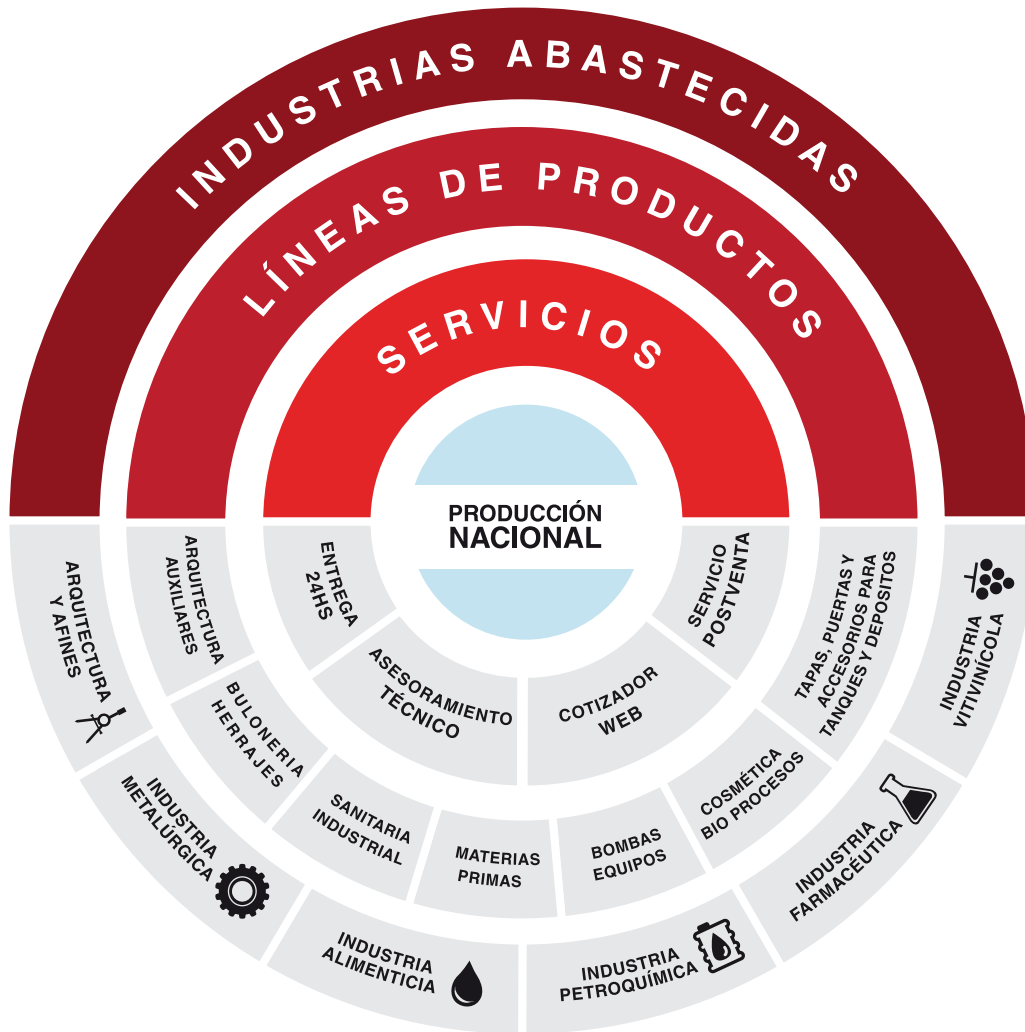 INDUSTRIAS ABASTECIDAS
LÍNEAS DE PRODUCTOS
SERVICIOS
PRODUCCIÓN
NACIONAL
ENTREGA
24HS
ASESORAMIENTO
TÉCNICO
COTIZADOR
WEB
SERVICIO
POSTVENTA
ARQUITECTURA
AUXILIARES
BULONERIA
HERRAJES
SANITARIA
INDUSTRIAL
MATERIAS
PRIMAS
BOMBAS
EQUIPOS
COSMÉTICA
BIO PROCESOS
TAPAS, PUERTAS Y
ACCESORIOS PARA
TANQUES Y DEPOSITOS
ARQUITECTURA
Y AFINES
INDUSTRIA
METALÚRGICA
INDUSTRIA
ALIMENTICIA
INDUSTRIA
PETROQUÍMICA
INDUSTRIA
FARMACÉUTICA
INDUSTRIA
VITIVINÍCOLA